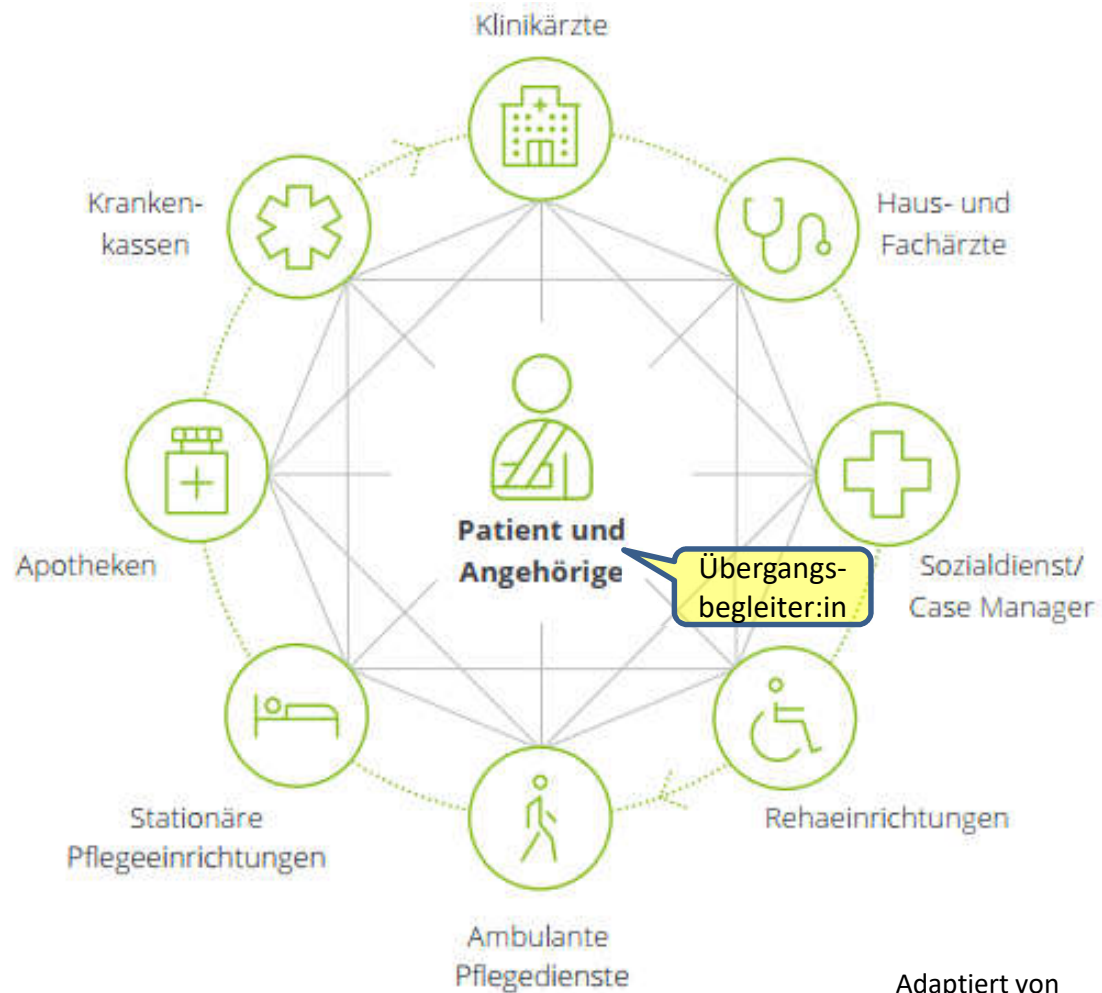 Klinikärzte
Kranken-
kassen
Haus- und
Fachärzte
Patient und
Angehörige
Übergangs-
begleiter:in
Apotheken
Sozialdienst/
Case Manager
Stationäre
Pflegeeinrichtungen
Rehaeinrichtungen
Ambulante
Pflegedienste
Adaptiert von